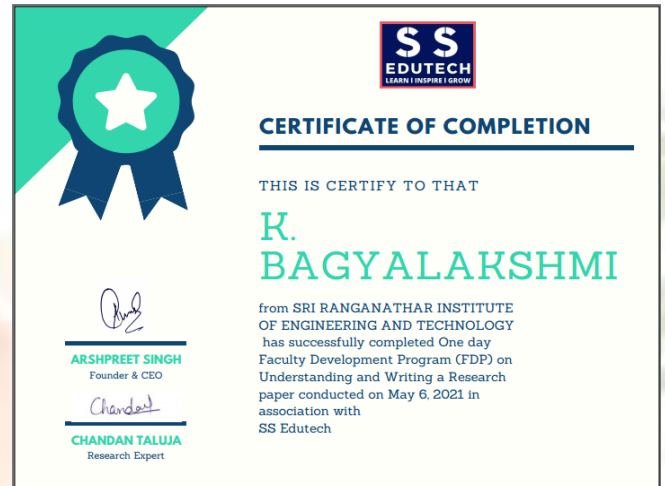 S S
EDUTECH
LEARN I INSPIRE I GROW
CERTIFICATE OF COMPLETION
THIS IS CERTIFY TO THAT
K.
BAGYALAKSHMI
from SRI RANGANATHAR INSTITUTE
OF ENGINEERING AND TECHNOLOGY
has successfully completed One day
Faculty Development Program (FDP) on
Understanding and Writing a Research
paper conducted on May 6, 2021 in
association with
SS Edutech
ARSHPREET SINGH
Founder & CEO
CHANDAN TALUJA
Research Expert